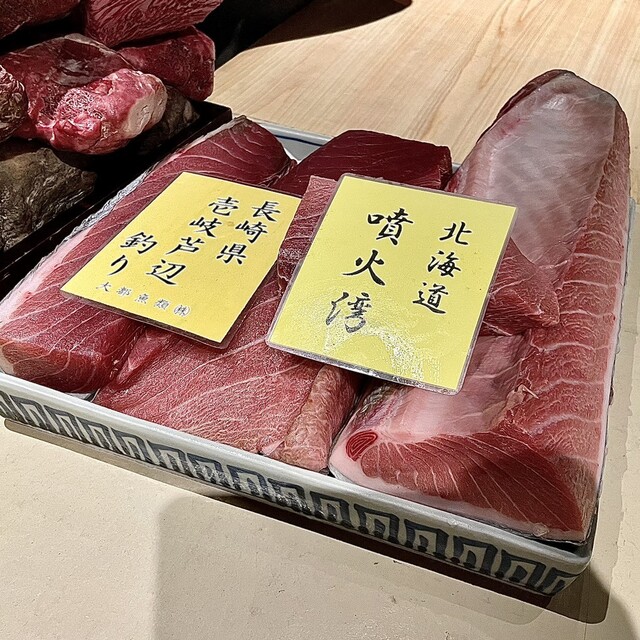 長崎県
壱岐芦辺
釣り
大都魚類㈱
北海道
噴火湾